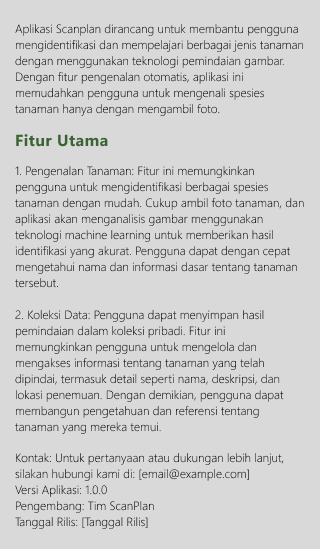 Aplikasi Scanplan dirancang untuk membantu pengguna
mengidentifikasi dan mempelajari berbagai jenis tanaman
dengan menggunakan teknologi pemindaian gambar.
Dengan fitur pengenalan otomatis, aplikasi ini
memudahkan pengguna untuk mengenali spesies
tanaman hanya dengan mengambil foto.
Fitur Utama
1. Pengenalan Tanaman: Fitur ini memungkinkan
pengguna untuk mengidentifikasi berbagai spesies
tanaman dengan mudah. Cukup ambil foto tanaman, dan
aplikasi akan menganalisis gambar menggunakan
teknologi machine learning untuk memberikan hasil
identifikasi yang akurat. Pengguna dapat dengan cepat
mengetahui nama dan informasi dasar tentang tanaman
tersebut.
2. Koleksi Data: Pengguna dapat menyimpan hasil
pemindaian dalam koleksi pribadi. Fitur ini
memungkinkan pengguna untuk mengelola dan
mengakses informasi tentang tanaman yang telah
dipindai, termasuk detail seperti nama, deskripsi, dan
lokasi penemuan. Dengan demikian, pengguna dapat
membangun pengetahuan dan referensi tentang
tanaman yang mereka temui.
Kontak: Untuk pertanyaan atau dukungan lebih lanjut,
silakan hubungi kami di: [email@example.com]
Versi Aplikasi: 1.0.0
Pengembang: Tim ScanPlan
Tanggal Rilis: [Tanggal Rilis]